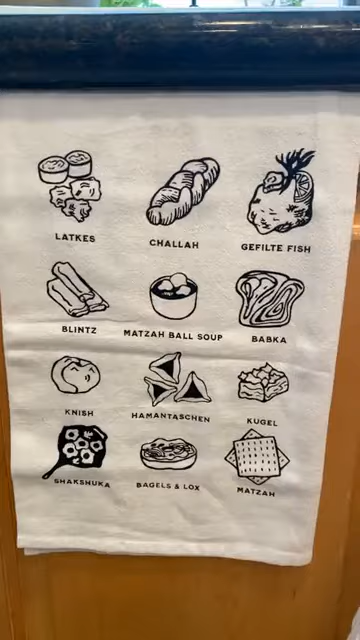 LATKES
CHALLAH
GEFILTE FISH
BLINTZ
MATZAH BALL SOUP
BABKA
KNISH
HAMANTASCHEN
KUGEL
SHAKSHUKA
BAGELS & LOX
MATZAH